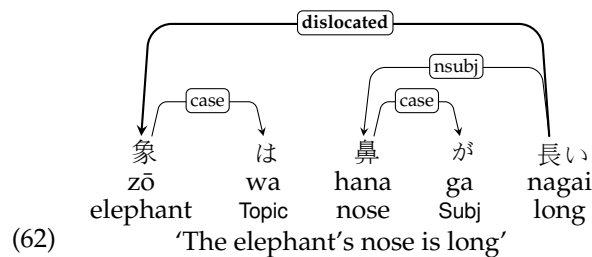 dislocated
nsubj
case case
象 は 鼻 が 長い
zō wa hana ga nagai
elephant Topic nose Subj long
(62) ‘The elephant’s nose is long’